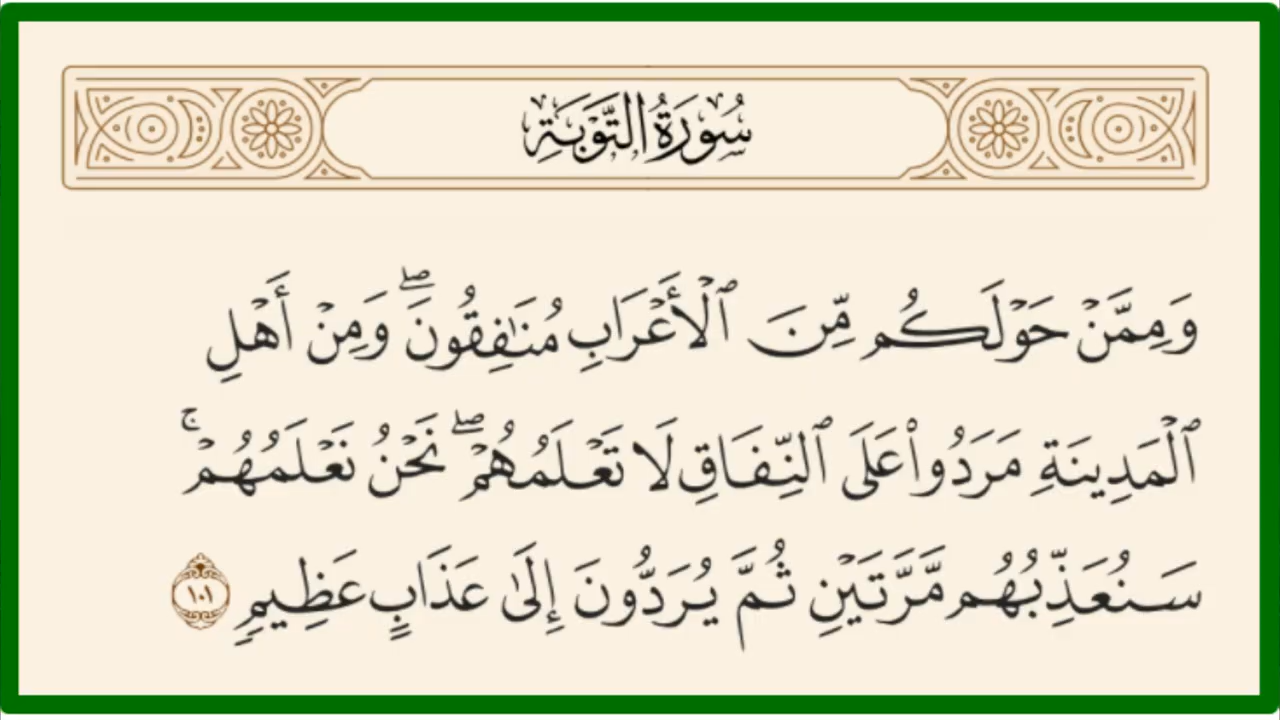 سُورَةُ التَّوْبَةِ
وَمِمَّنْ حَوْلَكُم مِّنَ ٱلْأَعْرَابِ مُنَٰفِقُونَ ۖ وَمِنْ أَهْلِ
ٱلْمَدِينَةِ مَرَدُوا۟ عَلَى ٱلنِّفَاقِ لَا تَعْلَمُهُمْ ۖ نَحْنُ نَعْلَمُهُمْ ۚ
سَنُعَذِّبُهُم مَّرَّتَيْنِ ثُمَّ يُرَدُّونَ إِلَىٰ عَذَابٍ عَظِيمٍ ١٠١